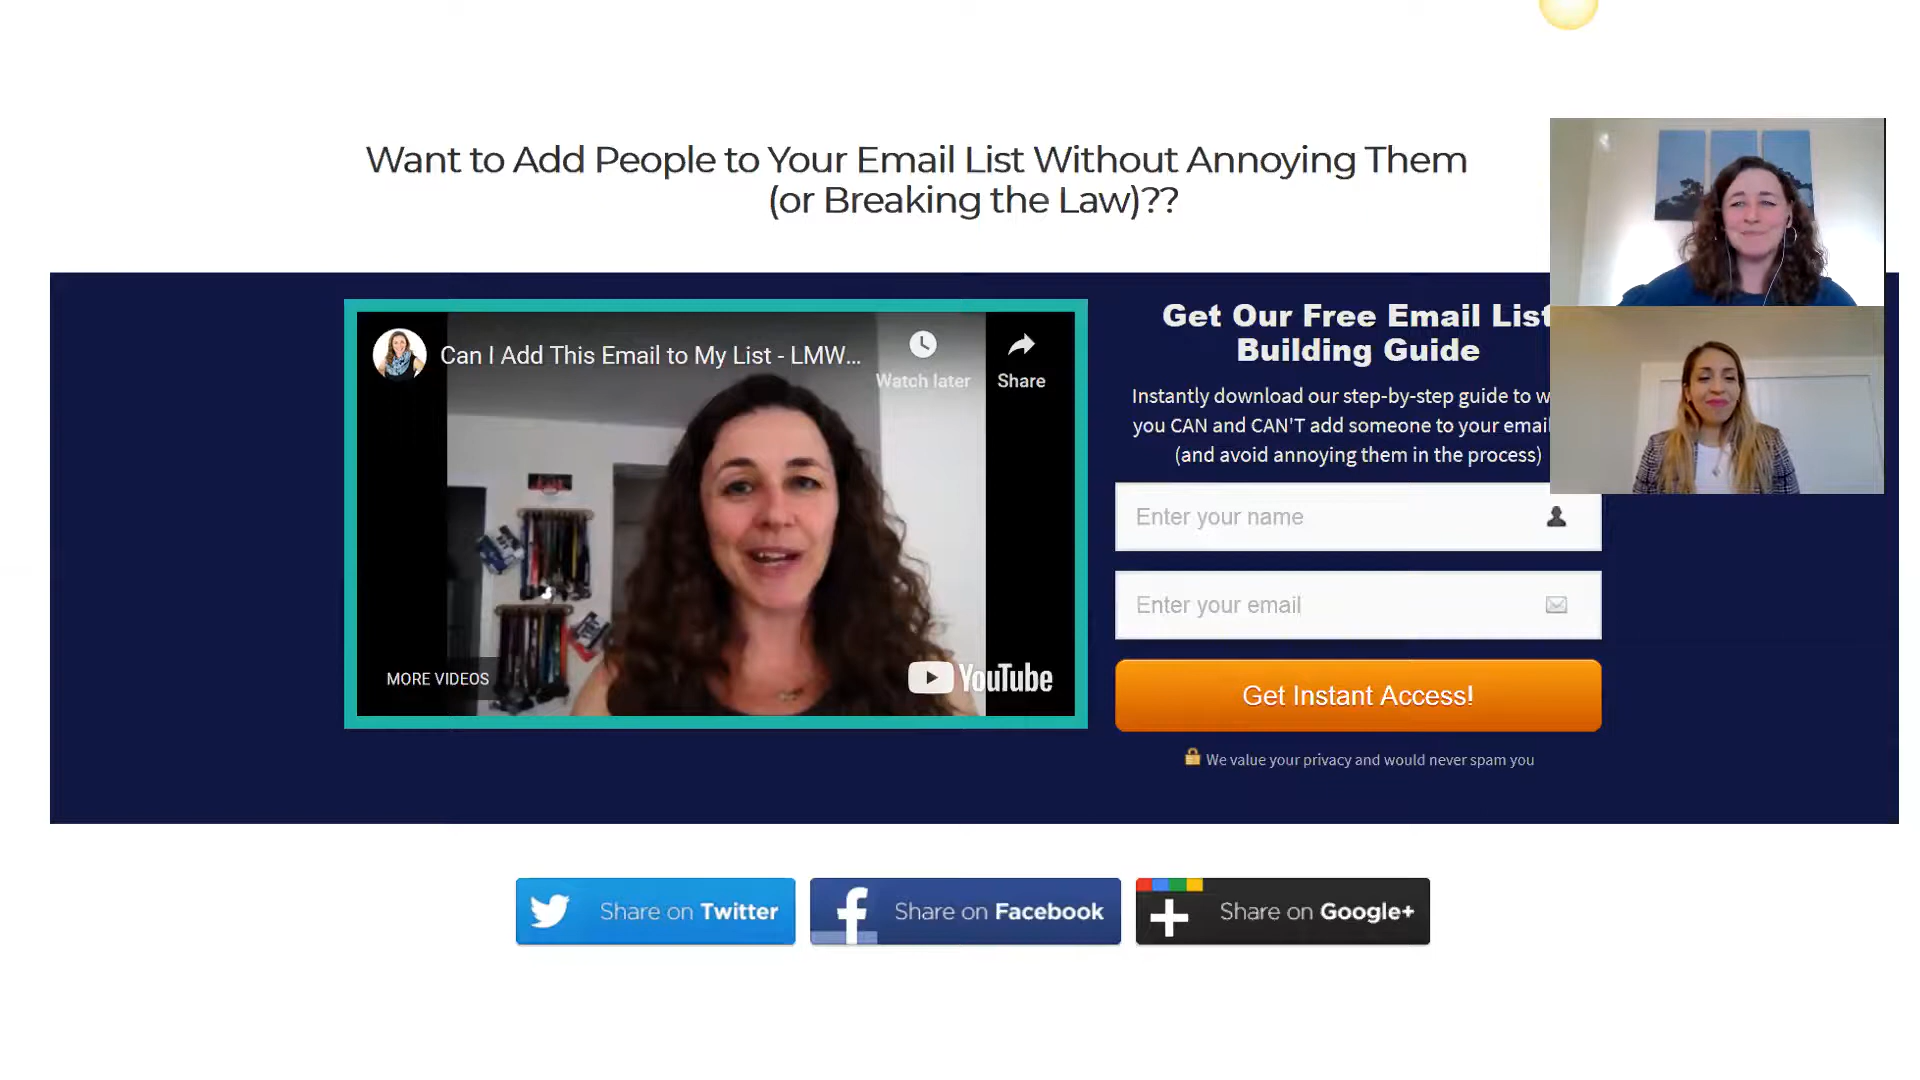 Want to Add People to Your Email List Without Annoying Them
(or Breaking the Law)??
Can I Add This Email to My List - LMW...
Watch later
Share
MORE VIDEOS
YouTube
Get Our Free Email List
Building Guide
Instantly download our step-by-step guide to
you CAN and CAN'T add someone to your email
(and avoid annoying them in the process)
Enter your name
Enter your email
Get Instant Access!
We value your privacy and would never spam you
Share on Twitter
Share on Facebook
Share on Google+